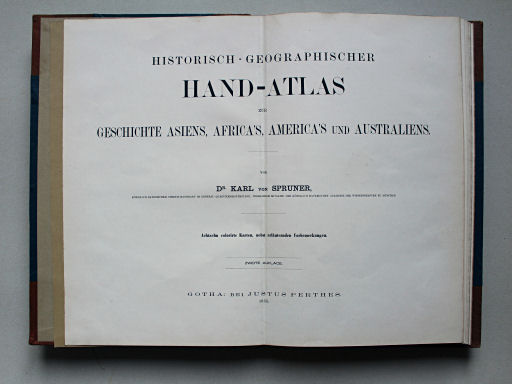 HISTORISCH-GEOGRAPHISCHER
HAND-ATLAS
ZUR
GESCHICHTE ASIENS, AFRICA'S, AMERICA'S UND AUSTRALIENS.
VON
DR. KARL VON SPRUNER,
Achtzehn colorirte Karten, nebst erläuternden Vorbemerkungen.
ZWEITE AUFLAGE.
GOTHA: BEI JUSTUS PERTHES